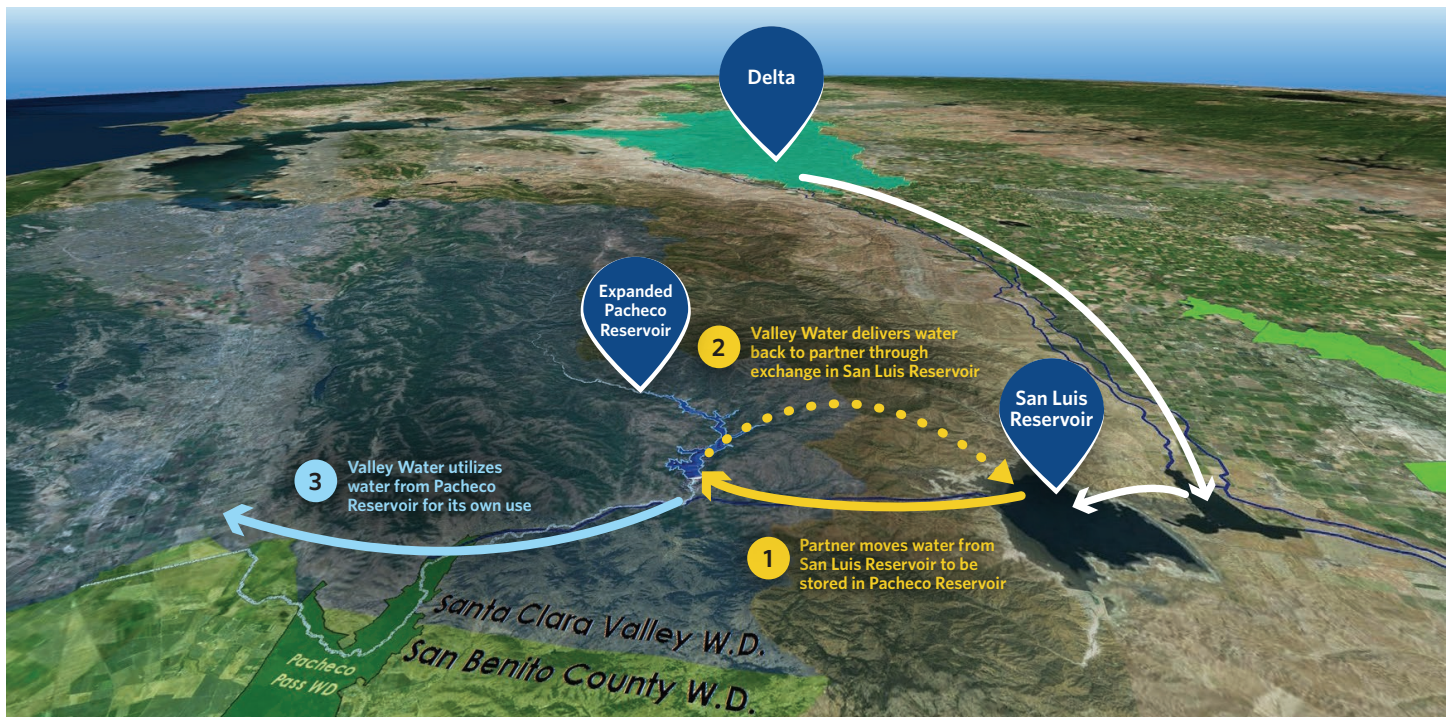 Delta
Expanded
Pacheco
Reservoir
2
Valley Water delivers water
back to partner through
exchange in San Luis Reservoir
San Luis
Reservoir
3
Valley Water utilizes
water from Pacheco
Reservoir for its own use
1
Partner moves water from
San Luis Reservoir to be
stored in Pacheco Reservoir
Santa Clara Valley W.D.
San Benito County W.D.
Pacheco
Pass WD